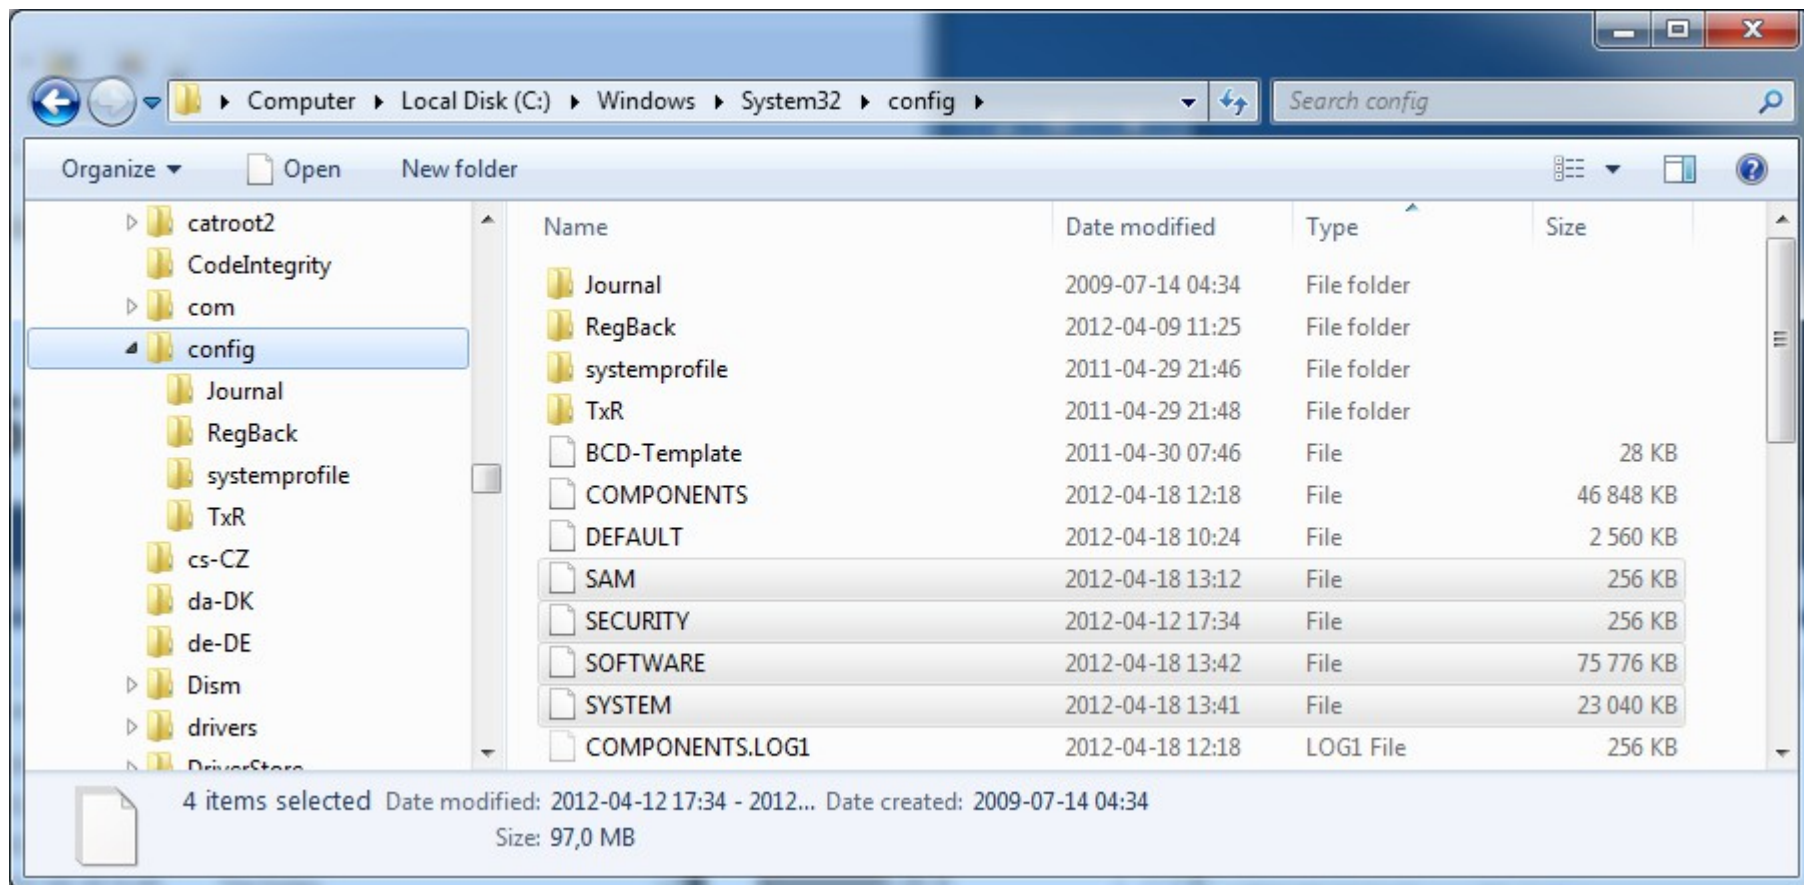 Computer Local Disk (C:) Windows System32 config Search config
Organize Open New folder
catroot2
CodeIntegrity
com
config
Journal
RegBack
systemprofile
TxR
cs-CZ
da-DK
de-DE
Dism
drivers
DriverStore
Name Date modified Type Size
Journal 2009-07-14 04:34 File folder
RegBack 2012-04-09 11:25 File folder
systemprofile 2011-04-29 21:46 File folder
TxR 2011-04-29 21:48 File folder
BCD-Template 2011-04-30 07:46 File 28 KB
COMPONENTS 2012-04-18 12:18 File 46 848 KB
DEFAULT 2012-04-18 10:24 File 2 560 KB
SAM 2012-04-18 13:12 File 256 KB
SECURITY 2012-04-12 17:34 File 256 KB
SOFTWARE 2012-04-18 13:42 File 75 776 KB
SYSTEM 2012-04-18 13:41 File 23 040 KB
COMPONENTS.LOG1 2012-04-18 12:18 LOG1 File 256 KB
4 items selected Date modified: 2012-04-12 17:34 - 2012... Date created: 2009-07-14 04:34
Size: 97,0 MB